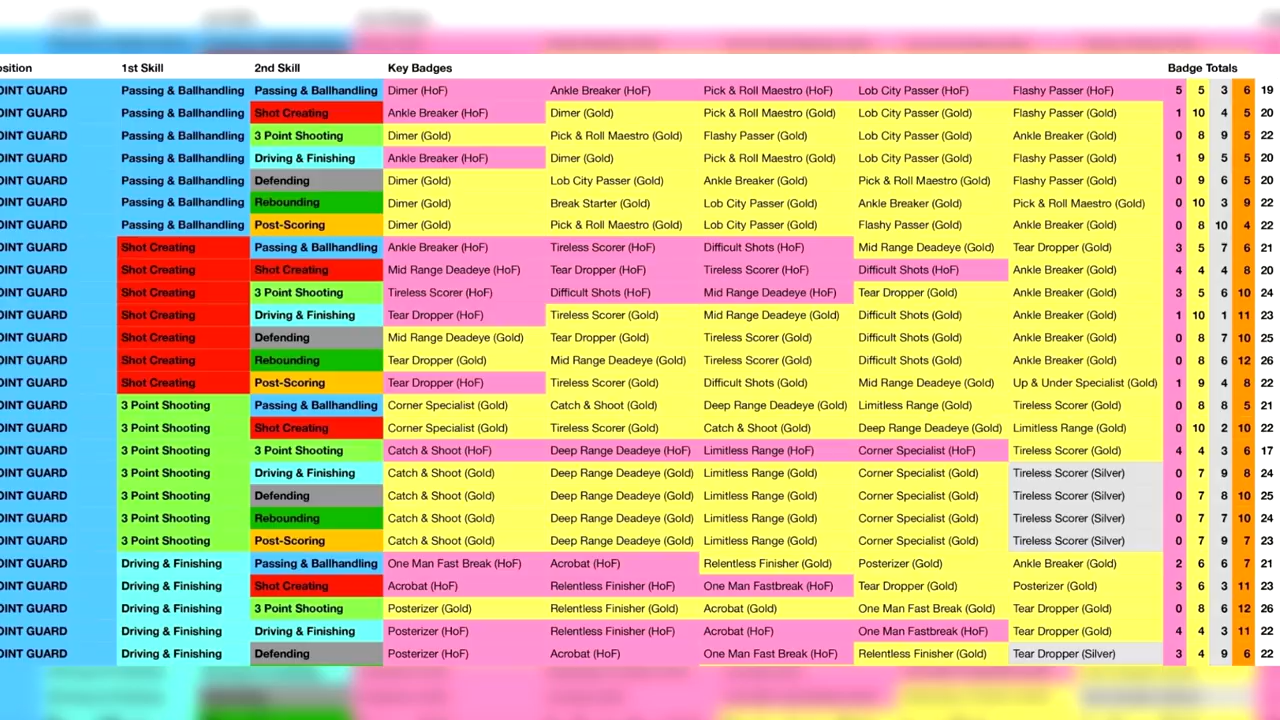 osition 1st Skill 2nd Skill Key Badges Badge Totals
OINT GUARD Passing & Ballhandling Passing & Ballhandling Dimer (HoF) Ankle Breaker (HoF) Pick & Roll Maestro (HoF) Lob City Passer (HoF) Flashy Passer (HoF) 5 5 3 6 19
OINT GUARD Passing & Ballhandling Shot Creating Ankle Breaker (HoF) Dimer (Gold) Pick & Roll Maestro (Gold) Lob City Passer (Gold) Flashy Passer (Gold) 1 10 4 5 20
OINT GUARD Passing & Ballhandling 3 Point Shooting Dimer (Gold) Pick & Roll Maestro (Gold) Flashy Passer (Gold) Lob City Passer (Gold) Ankle Breaker (Gold) 0 8 9 5 22
OINT GUARD Passing & Ballhandling Driving & Finishing Ankle Breaker (HoF) Dimer (Gold) Pick & Roll Maestro (Gold) Lob City Passer (Gold) Flashy Passer (Gold) 1 9 5 5 20
OINT GUARD Passing & Ballhandling Defending Dimer (Gold) Lob City Passer (Gold) Ankle Breaker (Gold) Pick & Roll Maestro (Gold) Flashy Passer (Gold) 0 9 6 5 20
OINT GUARD Passing & Ballhandling Rebounding Dimer (Gold) Break Starter (Gold) Lob City Passer (Gold) Ankle Breaker (Gold) Pick & Roll Maestro (Gold) 0 10 3 9 22
OINT GUARD Passing & Ballhandling Post-Scoring Dimer (Gold) Pick & Roll Maestro (Gold) Lob City Passer (Gold) Flashy Passer (Gold) Ankle Breaker (Gold) 0 8 10 4 22
OINT GUARD Shot Creating Passing & Ballhandling Ankle Breaker (HoF) Tireless Scorer (HoF) Difficult Shots (HoF) Mid Range Deadeye (Gold) Tear Dropper (Gold) 3 5 7 6 21
OINT GUARD Shot Creating Shot Creating Mid Range Deadeye (HoF) Tear Dropper (HoF) Tireless Scorer (HoF) Difficult Shots (HoF) Ankle Breaker (Gold) 4 4 4 8 20
OINT GUARD Shot Creating 3 Point Shooting Tireless Scorer (HoF) Difficult Shots (HoF) Mid Range Deadeye (HoF) Tear Dropper (Gold) Ankle Breaker (Gold) 3 5 6 10 24
OINT GUARD Shot Creating Driving & Finishing Tear Dropper (HoF) Tireless Scorer (Gold) Mid Range Deadeye (Gold) Difficult Shots (Gold) Ankle Breaker (Gold) 1 10 1 11 23
OINT GUARD Shot Creating Defending Mid Range Deadeye (Gold) Tear Dropper (Gold) Tireless Scorer (Gold) Difficult Shots (Gold) Ankle Breaker (Gold) 0 8 7 10 25
OINT GUARD Shot Creating Rebounding Tear Dropper (Gold) Mid Range Deadeye (Gold) Tireless Scorer (Gold) Difficult Shots (Gold) Ankle Breaker (Gold) 0 8 6 12 26
OINT GUARD Shot Creating Post-Scoring Tear Dropper (HoF) Tireless Scorer (Gold) Difficult Shots (Gold) Mid Range Deadeye (Gold) Up & Under Specialist (Gold) 1 9 4 8 22
OINT GUARD 3 Point Shooting Passing & Ballhandling Corner Specialist (Gold) Catch & Shoot (Gold) Deep Range Deadeye (Gold) Limitless Range (Gold) Tireless Scorer (Gold) 0 8 8 5 21
OINT GUARD 3 Point Shooting Shot Creating Corner Specialist (Gold) Tireless Scorer (Gold) Catch & Shoot (Gold) Deep Range Deadeye (Gold) Limitless Range (Gold) 0 10 2 10 22
OINT GUARD 3 Point Shooting 3 Point Shooting Catch & Shoot (HoF) Deep Range Deadeye (HoF) Limitless Range (HoF) Corner Specialist (HoF) Tireless Scorer (Gold) 4 4 3 6 17
OINT GUARD 3 Point Shooting Driving & Finishing Catch & Shoot (Gold) Deep Range Deadeye (Gold) Limitless Range (Gold) Corner Specialist (Gold) Tireless Scorer (Silver) 0 7 9 8 24
OINT GUARD 3 Point Shooting Defending Catch & Shoot (Gold) Deep Range Deadeye (Gold) Limitless Range (Gold) Corner Specialist (Gold) Tireless Scorer (Silver) 0 7 8 10 25
OINT GUARD 3 Point Shooting Rebounding Catch & Shoot (Gold) Deep Range Deadeye (Gold) Limitless Range (Gold) Corner Specialist (Gold) Tireless Scorer (Silver) 0 7 7 10 24
OINT GUARD 3 Point Shooting Post-Scoring Catch & Shoot (Gold) Deep Range Deadeye (Gold) Limitless Range (Gold) Corner Specialist (Gold) Tireless Scorer (Silver) 0 7 9 7 23
OINT GUARD Driving & Finishing Passing & Ballhandling One Man Fast Break (HoF) Acrobat (HoF) Relentless Finisher (Gold) Posterizer (Gold) Ankle Breaker (Gold) 2 6 6 7 21
OINT GUARD Driving & Finishing Shot Creating Acrobat (HoF) Relentless Finisher (HoF) One Man Fastbreak (HoF) Tear Dropper (Gold) Posterizer (Gold) 3 6 3 11 23
OINT GUARD Driving & Finishing 3 Point Shooting Posterizer (Gold) Relentless Finisher (Gold) Acrobat (Gold) One Man Fast Break (Gold) Tear Dropper (Gold) 0 8 6 12 26
OINT GUARD Driving & Finishing Driving & Finishing Posterizer (HoF) Relentless Finisher (HoF) Acrobat (HoF) One Man Fastbreak (HoF) Tear Dropper (Gold) 4 4 3 11 22
OINT GUARD Driving & Finishing Defending Posterizer (HoF) Acrobat (HoF) One Man Fast Break (HoF) Relentless Finisher (Gold) Tear Dropper (Silver) 3 4 9 6 22